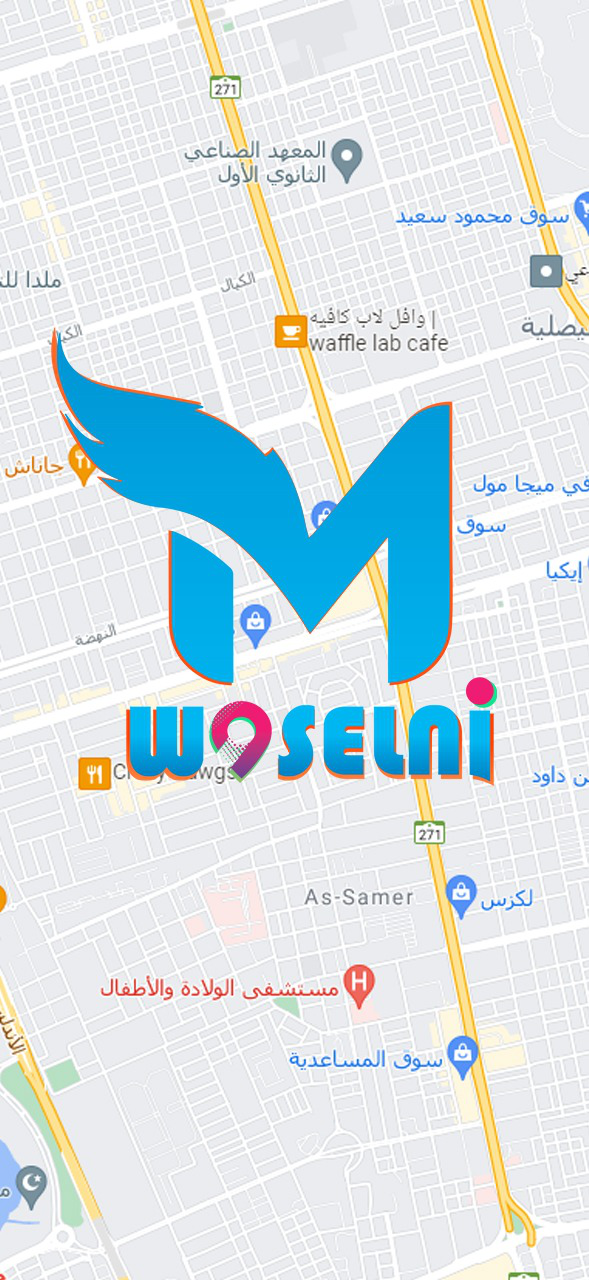 271
المعهد الصناعي
الثانوي الأول
سوق محمود سعيد
الكيال
وافل لاب كافيه |
waffle lab cafe
جاناش
في ميجا مول
سوق
إيكيا
النهضة
WOSELNi
ن داود
271
As-Samer
لكزس
مستشفى الولادة والأطفال
سوق المساعدية
H